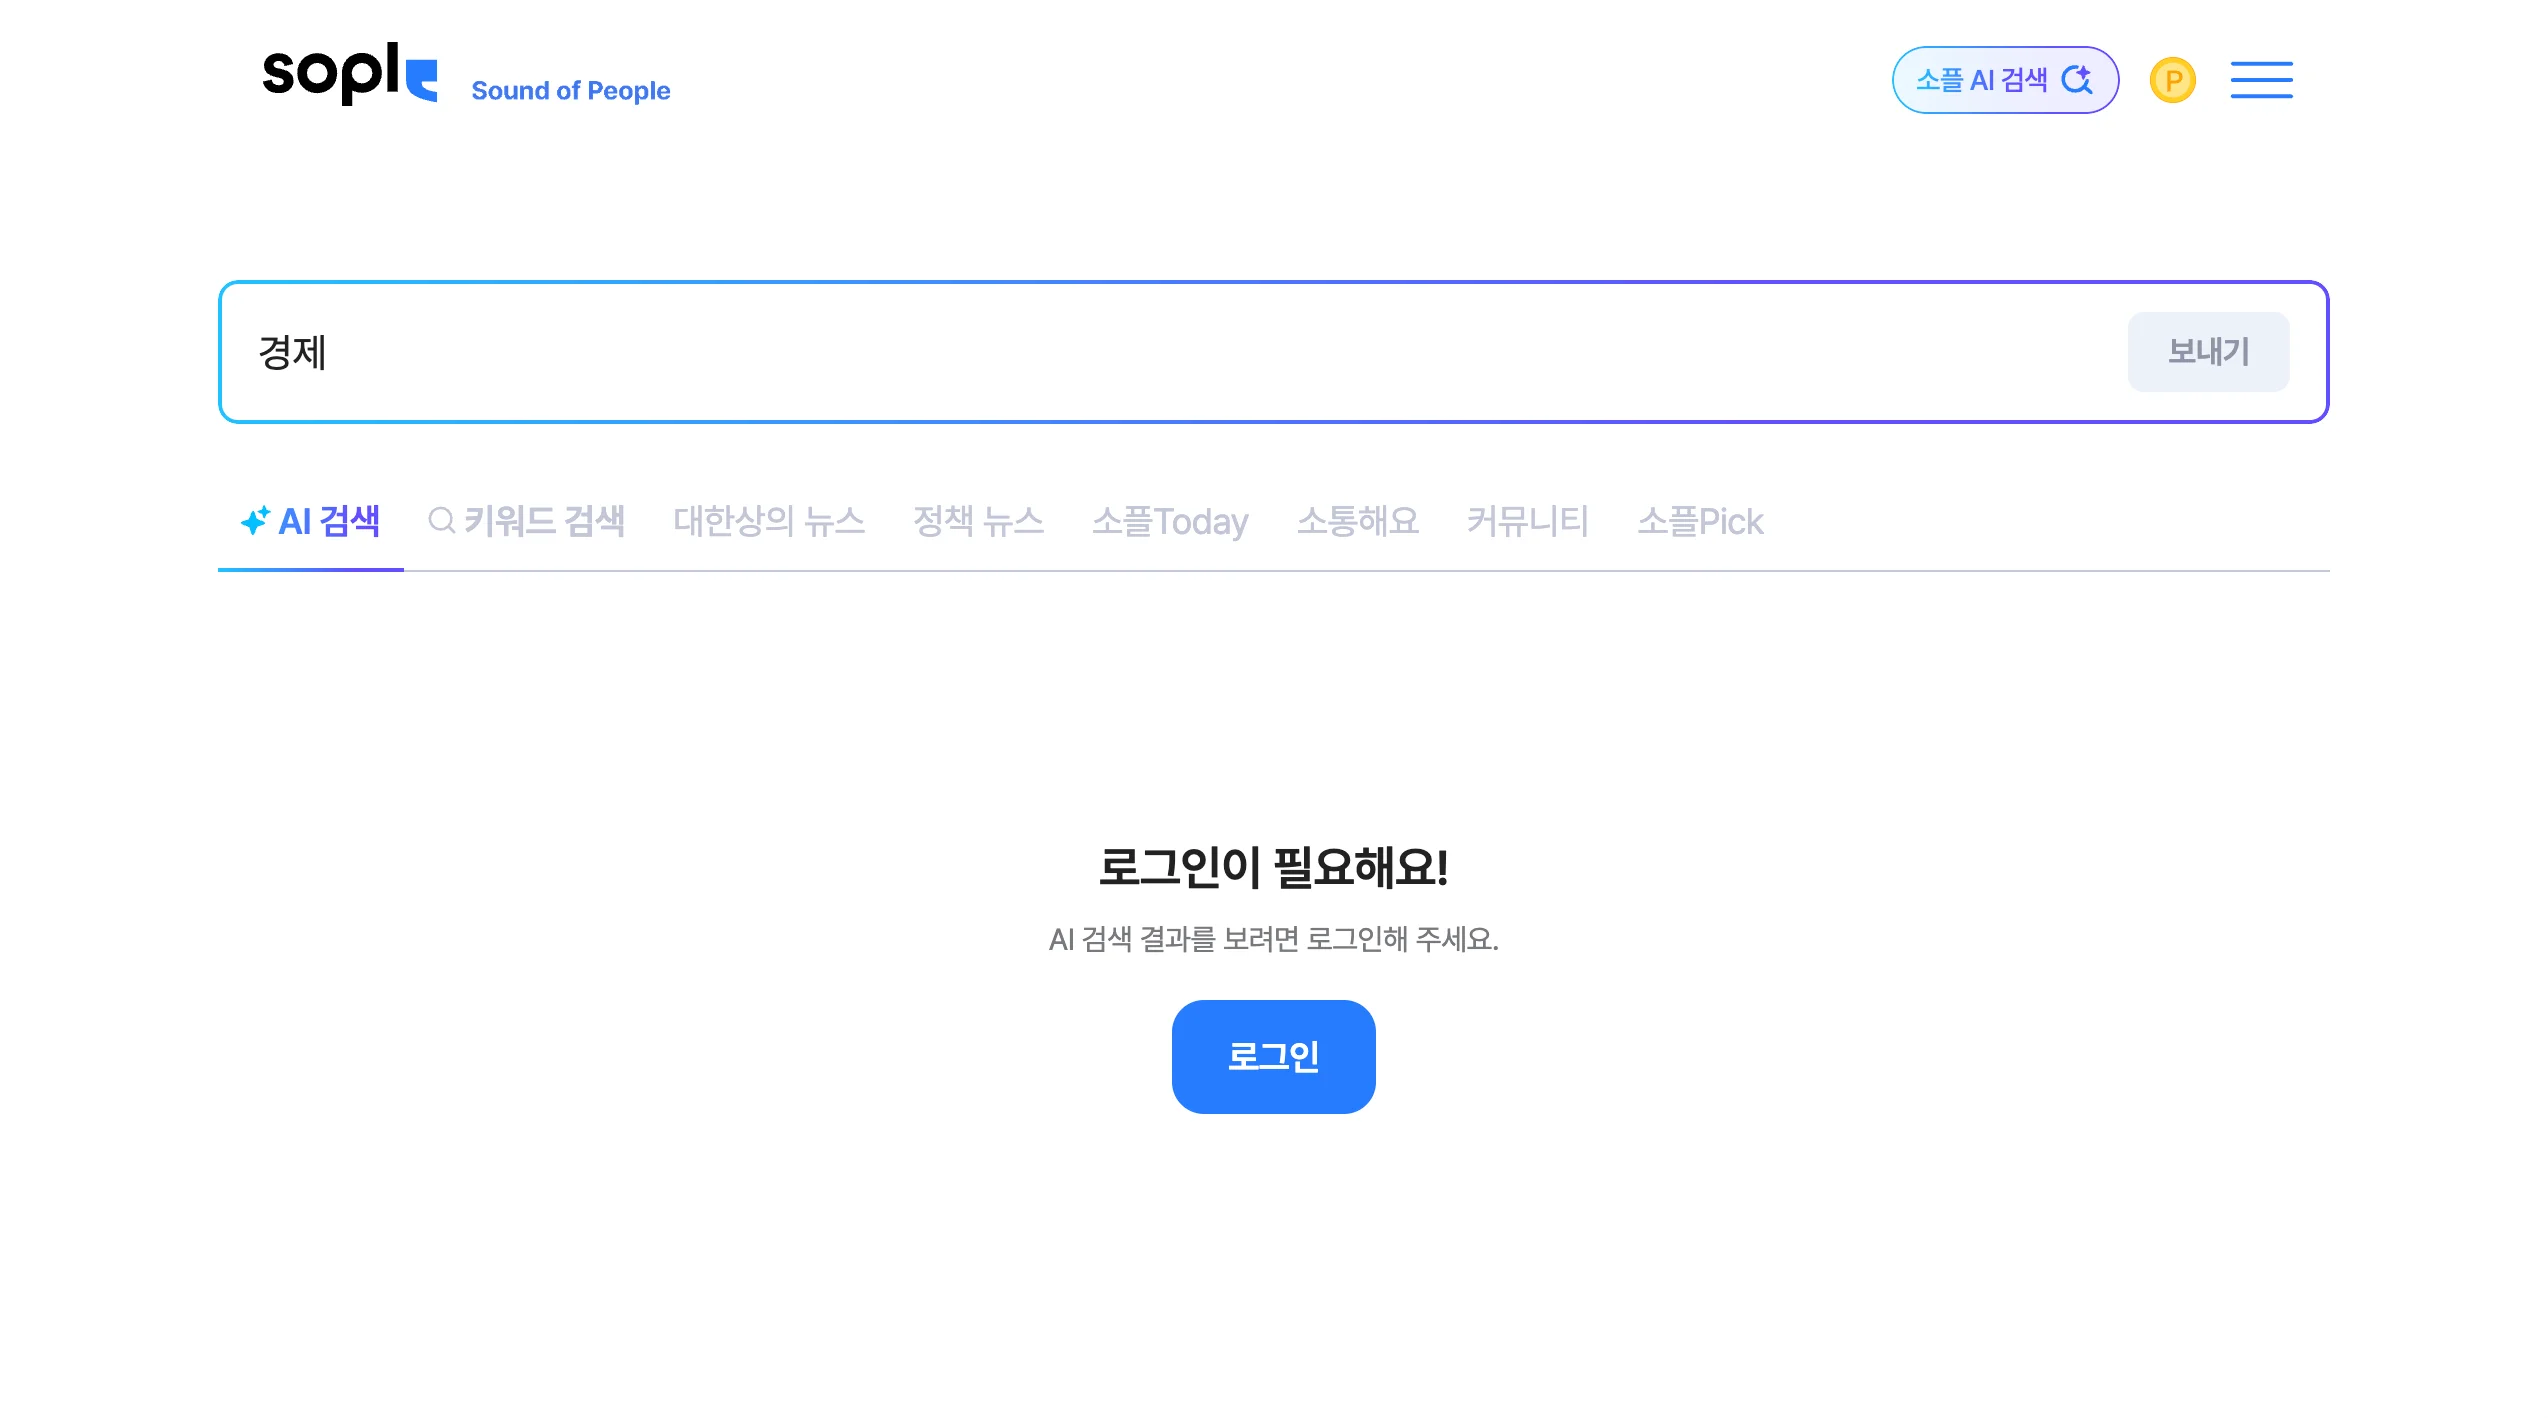 sople Sound of People
소플 AI 검색 P
경제 보내기
AI 검색 키워드 검색 대한상의 뉴스 정책 뉴스 소플Today 소통해요 커뮤니티 소플Pick
로그인이 필요해요!
AI 검색 결과를 보려면 로그인해 주세요.
로그인